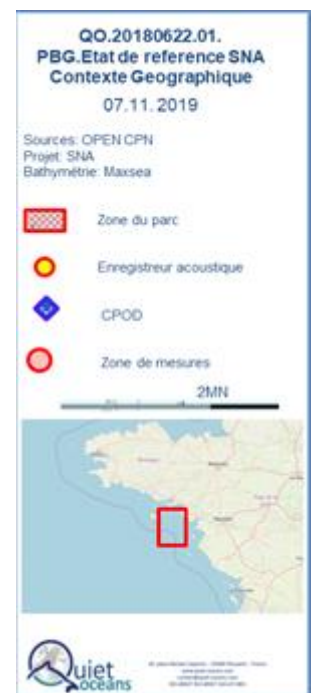 QO.20180622.01.
PBG.Etat de reference SNA
Contexte Geographique
07.11.2019
Sources: OPEN CPN
Projet: SNA
Bathymétrie: Maxsea
Zone du parc
Enregistreur acoustique
CPOD
Zone de mesures
2MN
Quiet
Oceans